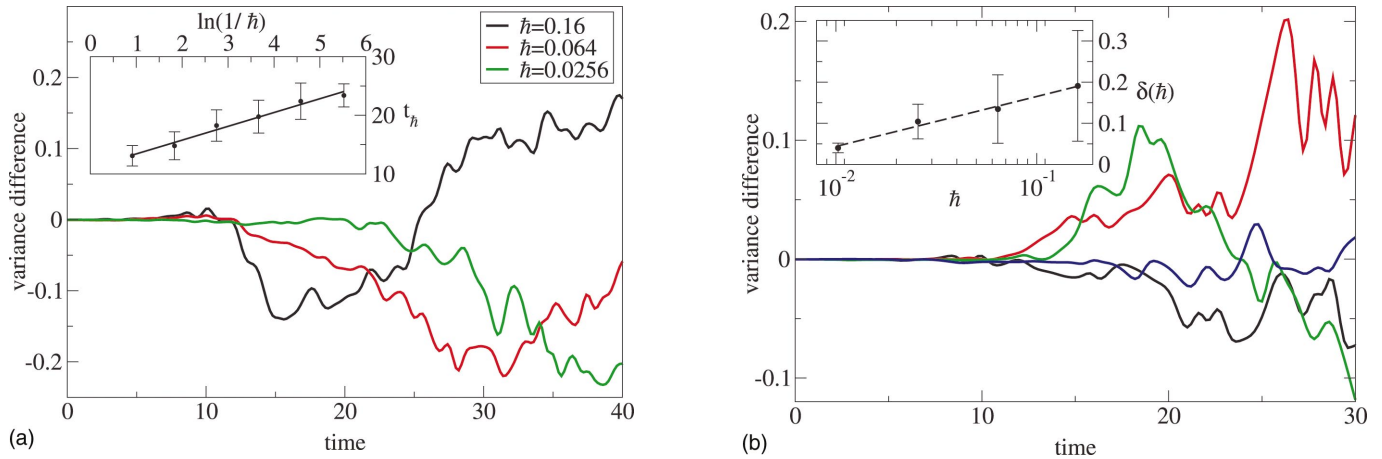 ln(1/ ħ)
0 1 2 3 4 5 6
30
20
10
t_ħ
ħ=0.16
ħ=0.064
ħ=0.0256
0.2
0.1
0
-0.1
-0.2
variance difference
0 10 20 30 40
time
(a)
0.2
0.1
0
-0.1
variance difference
0.3
0.2
0.1
0
δ(ħ)
10^-2 10^-1
ħ
0 10 20 30
time
(b)